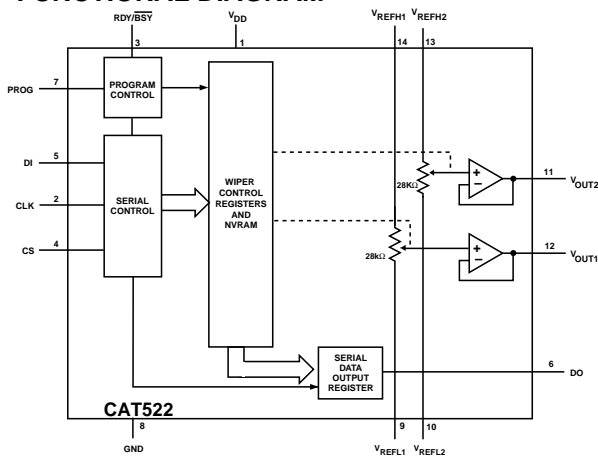 FUNCTIONAL DIAGRAM
RDY/BSY
VDD
VREFH1
VREFH2
3
1
14
13
PROG
7
PROGRAM
CONTROL
DI
5
CLK
2
CS
4
SERIAL
CONTROL
WIPER
CONTROL
REGISTERS
AND
NVRAM
28KΩ
+
–
11
VOUT2
28kΩ
+
–
12
VOUT1
SERIAL
DATA
OUTPUT
REGISTER
6
DO
CAT522
8
GND
9
10
VREFL1
VREFL2